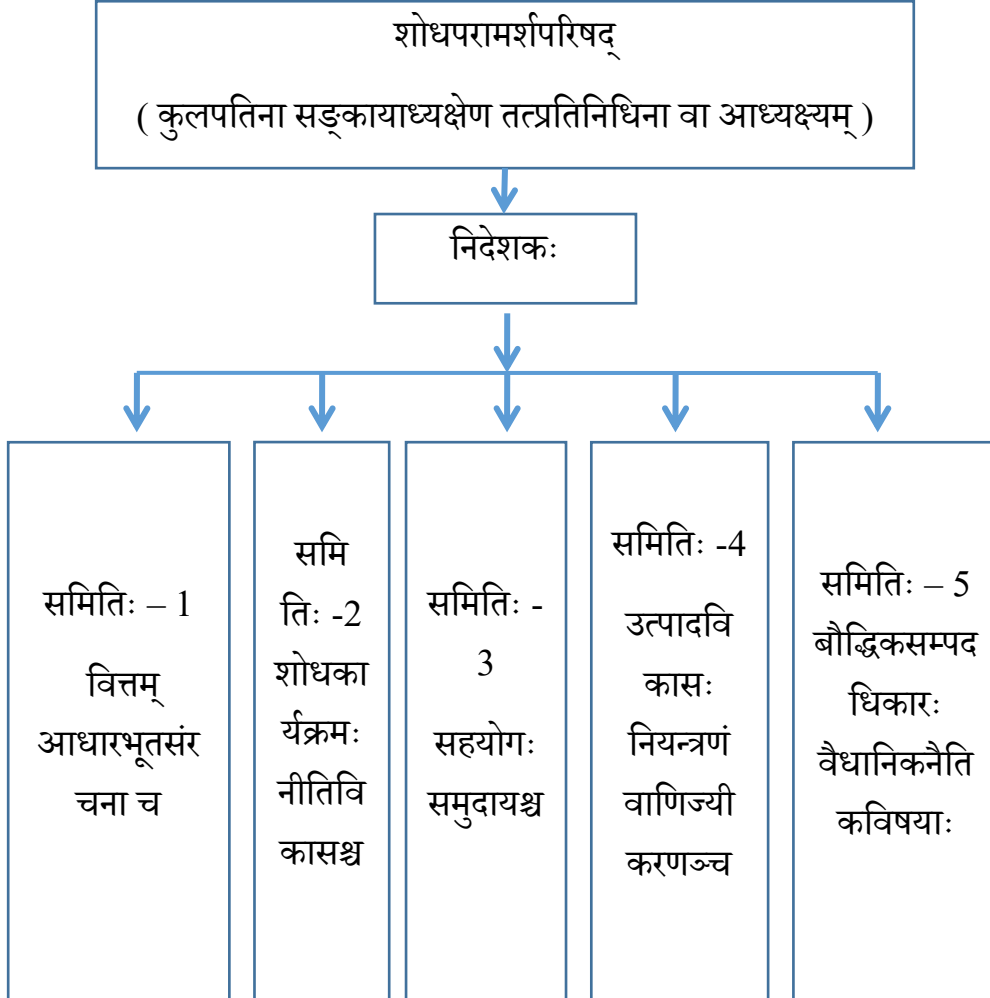 शोधपरामर्शपरिषद्
( कुलपतिना सङ्कायाध्यक्षेण तत्प्रतिनिधिना वा आध्यक्ष्यम् )
निदेशकः
समितिः – 1
वित्तम्
आधारभूतसंर
चना च
समि
तिः -2
शोधका
र्यक्रमः
नीतिवि
कासश्च
समितिः -
3
सहयोगः
समुदायश्च
समितिः -4
उत्पादवि
कासः
नियन्त्रणं
वाणिज्यी
करणञ्च
समितिः – 5
बौद्धिकसम्पद
धिकारः
वैधानिकनैति
कविषयाः